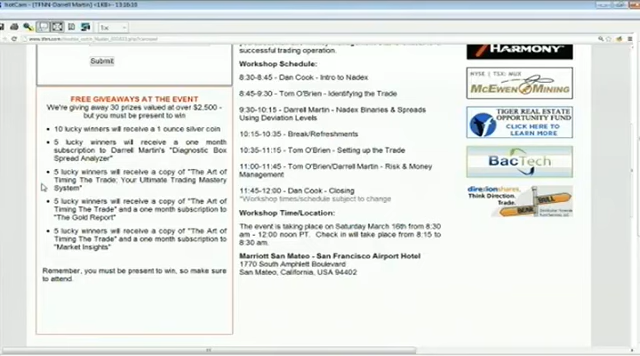 HotCam - [TFNN-Darrell Martin] <1KB> - 13:16:10
Submit
FREE GIVEAWAYS AT THE EVENT
We're giving away 30 prizes valued at over $2,500 -
but you must be present to win:
10 lucky winners will receive a 1 ounce silver coin
5 lucky winners will receive a one month
subscription to Darrell Martin's "Diagnostic Box
Spread Analyzer"
5 lucky winners will receive a copy of "The Art of
Timing The Trade; Your Ultimate Trading Mastery
System"
5 lucky winners will receive a copy of "The Art of
Timing The Trade" and a one month subscription to
"The Gold Report"
5 lucky winners will receive a copy of "The Art of
Timing The Trade" and a one month subscription to
"Market Insights"
Remember, you must be present to win, so make sure
to attend.
successful trading operation.
Workshop Schedule:
8:30-8:45 - Dan Cook - Intro to Nadex
8:45-9:30 - Tom O'Brien - Identifying the Trade
9:30-10:15 - Darrell Martin - Nadex Binaries & Spreads
Using Deviation Levels
10:15-10:35 - Break/Refreshments
10:35-11:15 - Tom O'Brien - Setting up the Trade
11:00-11:45 - Tom O'Brien/Darrell Martin - Risk & Money
Management
11:45-12:00 - Dan Cook - Closing
*Workshop times/schedule subject to change
Workshop Time/Location:
The event is taking place on Saturday March 16th from 8:30
am - 12:00 noon PT. Check in will take place from 8:15 to
8:30 am.
Marriott San Mateo - San Francisco Airport Hotel
1770 South Amphlett Boulevard
San Mateo, California, USA 94402
HARMONY
NYSE | TSX: MUX
MCEWEN MINING
TIGER REAL ESTATE
OPPORTUNITY FUND
CLICK HERE TO
LEARN MORE
BacTech
direxionshares
Think Direction.
Trade.
BEAR
BULL